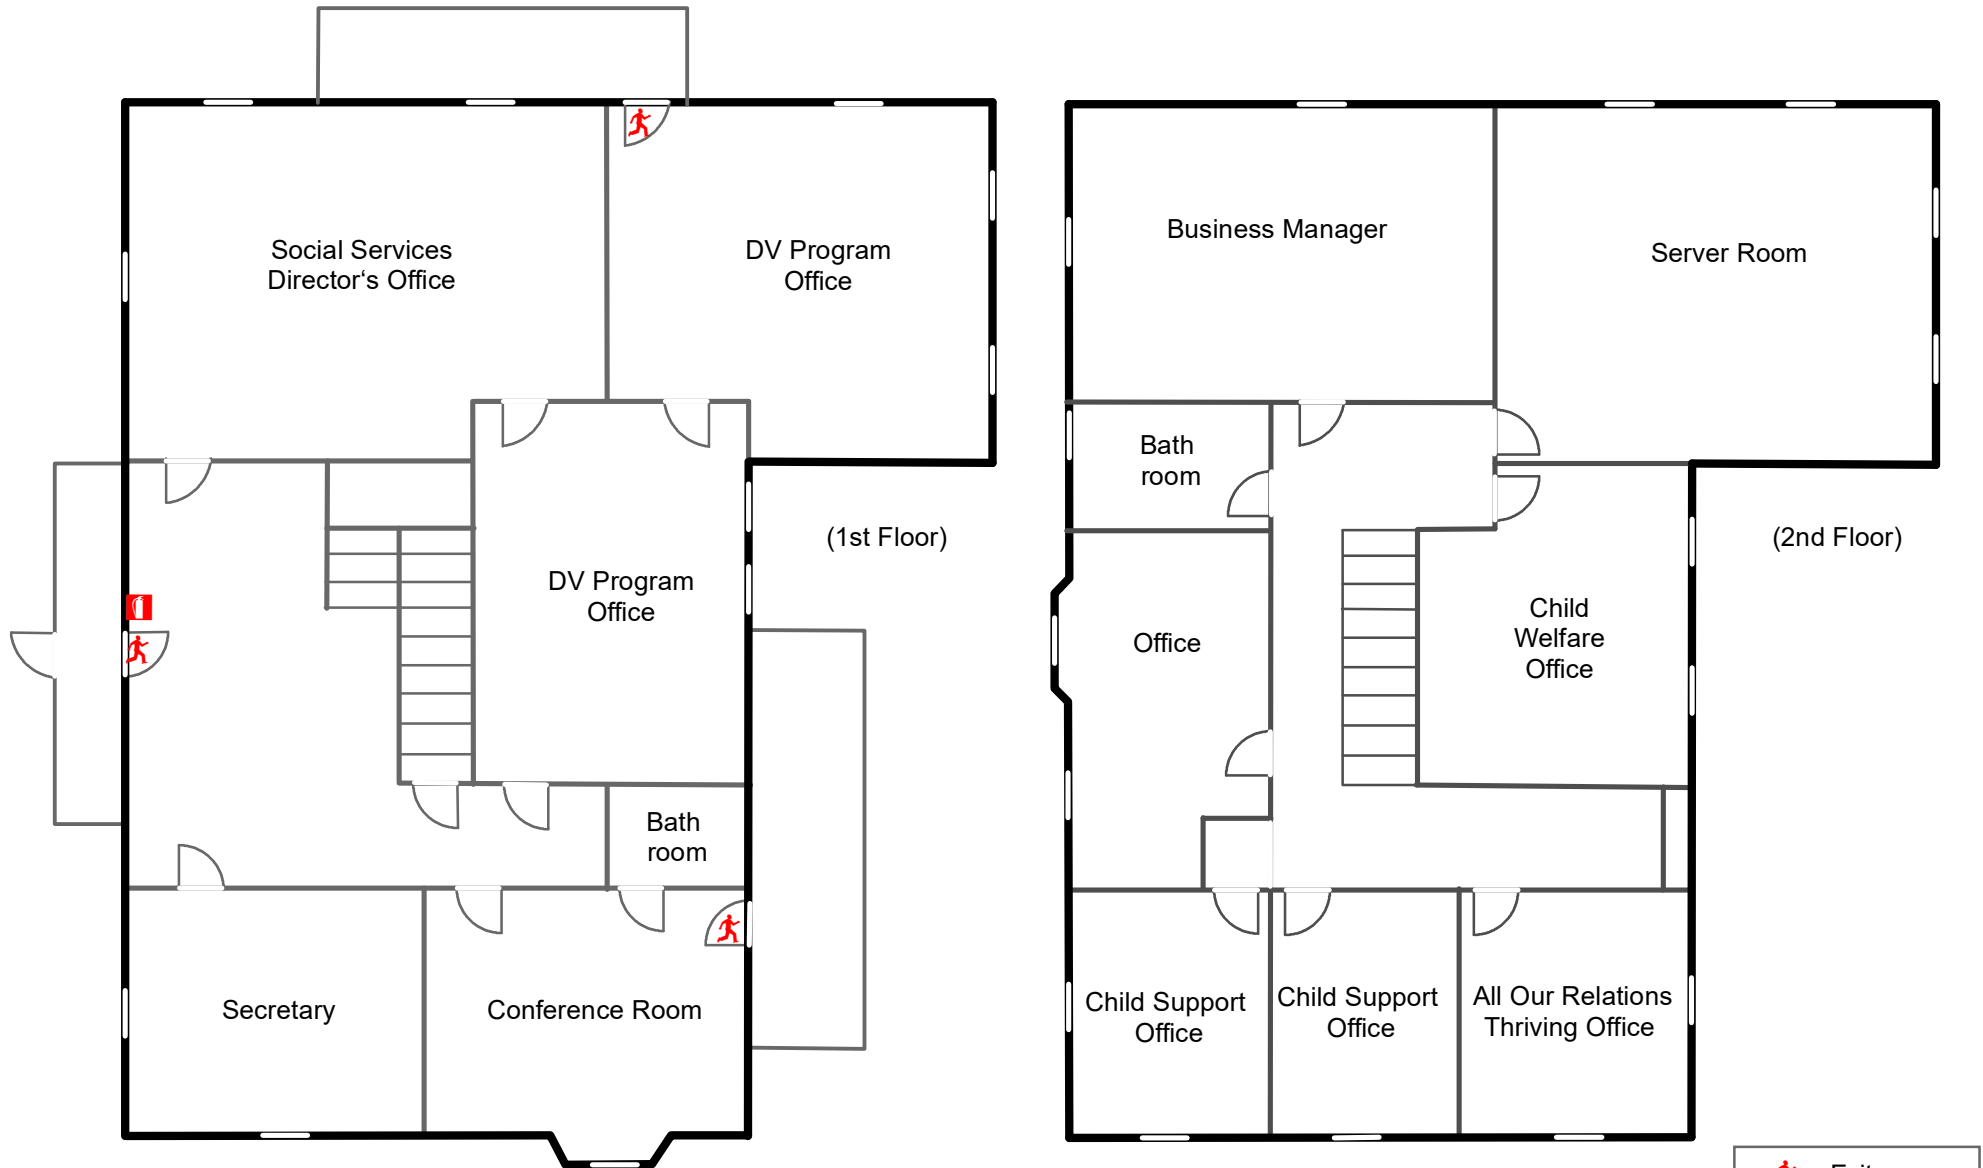 Social Services
Director‘s Office
DV Program
Office
DV Program
Office
(1st Floor)
Bath
room
Secretary
Conference Room
Business Manager
Server Room
Bath
room
(2nd Floor)
Office
Child
Welfare
Office
Child Support
Office
Child Support
Office
All Our Relations
Thriving Office
Exit